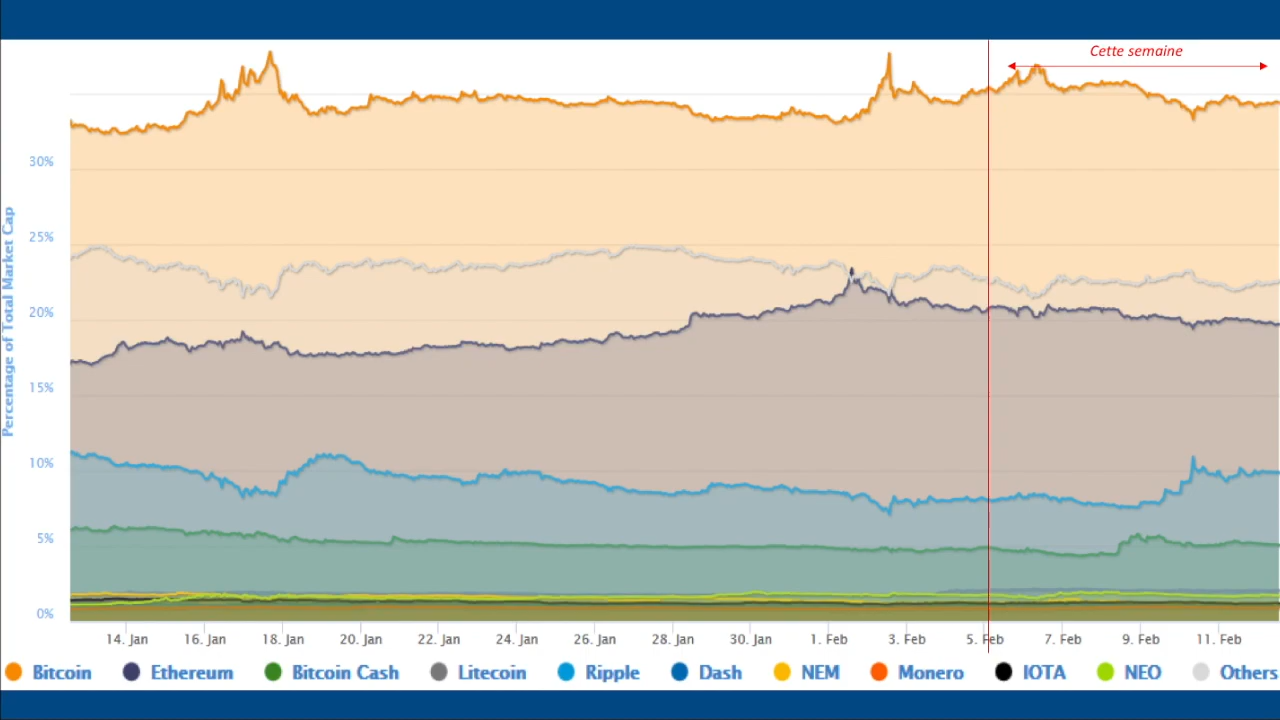 Cette semaine
Percentage of Total Market Cap
30%
25%
20%
15%
10%
5%
0%
14. Jan 16. Jan 18. Jan 20. Jan 22. Jan 24. Jan 26. Jan 28. Jan 30. Jan 1. Feb 3. Feb 5. Feb 7. Feb 9. Feb 11. Feb
Bitcoin Ethereum Bitcoin Cash Litecoin Ripple Dash NEM Monero IOTA NEO Others